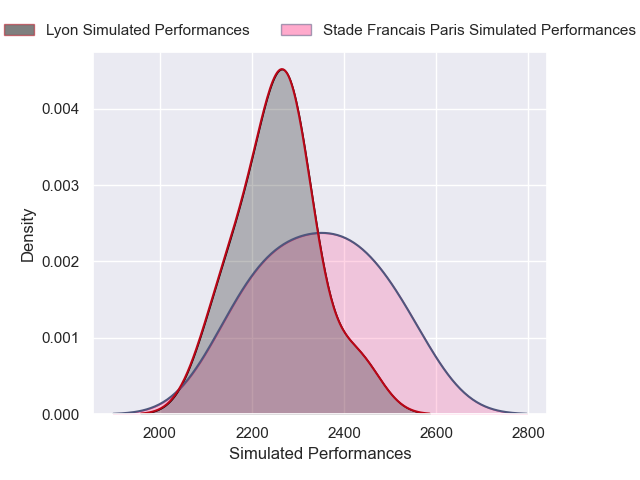 Lyon Simulated Performances
Stade Francais Paris Simulated Performances
0.004
0.003
0.002
0.001
0.000
Density
2000 2200 2400 2600 2800
Simulated Performances